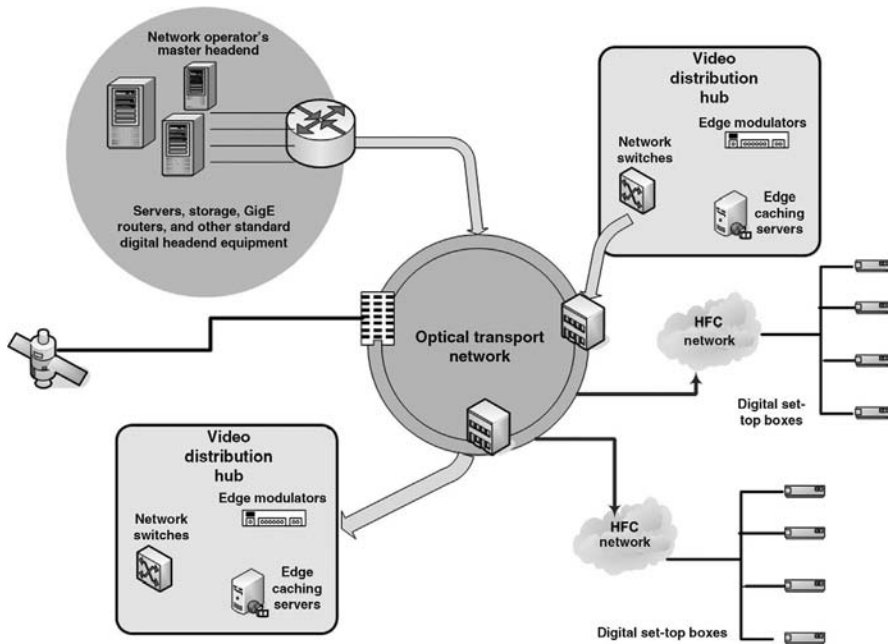 Network operator's
master headend
Servers, storage, GigE
routers, and other standard
digital headend equipment
Video
distribution
hub
Edge modulators
Network
switches
Edge
caching
servers
Optical transport
network
HFC
network
Digital set-
top boxes
Video
distribution
hub
Edge modulators
Network
switches
Edge
caching
servers
HFC
network
Digital set-top boxes